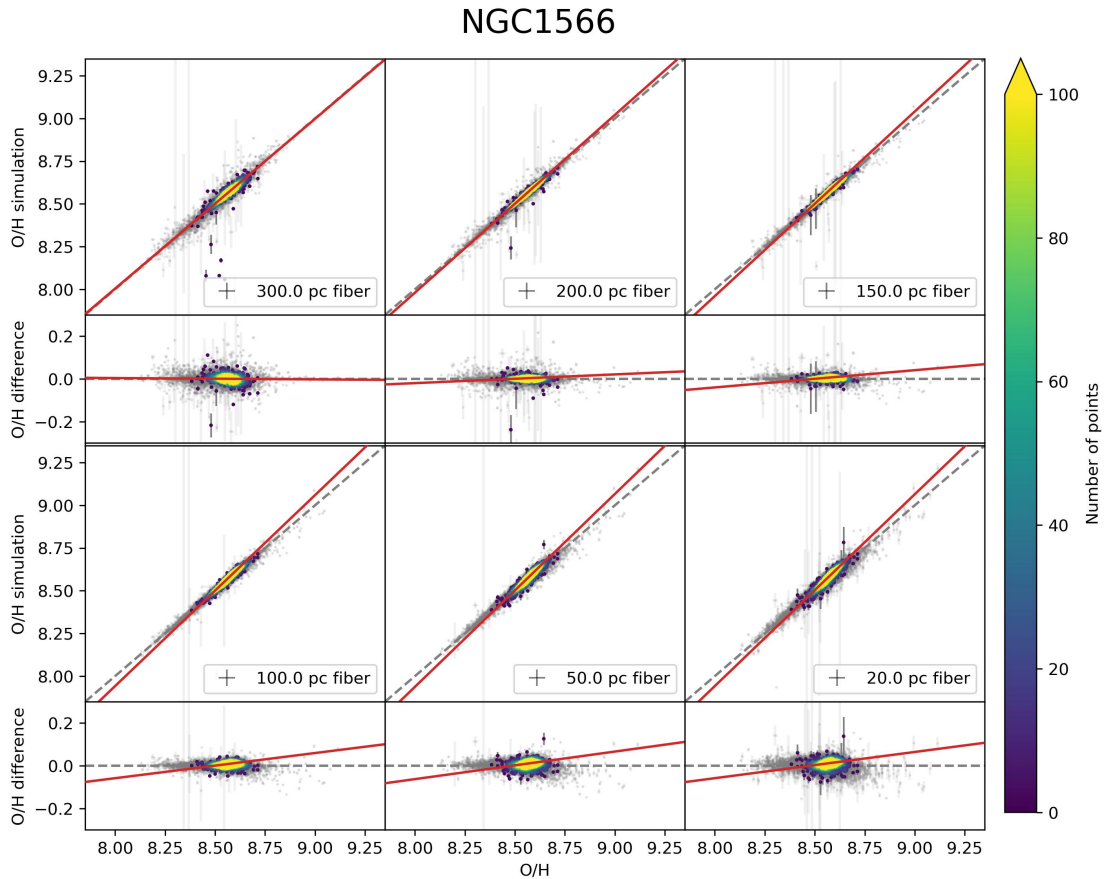 NGC1566
9.25
9.00
8.75
8.50
8.25
8.00
O/H simulation
300.0 pc fiber
200.0 pc fiber
150.0 pc fiber
0.2
0.0
−0.2
O/H difference
9.25
9.00
8.75
8.50
8.25
8.00
O/H simulation
100.0 pc fiber
50.0 pc fiber
20.0 pc fiber
0.2
0.0
−0.2
O/H difference
8.00 8.25 8.50 8.75 9.00 9.25 8.00 8.25 8.50 8.75 9.00 9.25 8.00 8.25 8.50 8.75 9.00 9.25
O/H
100
80
60
40
20
0
Number of points